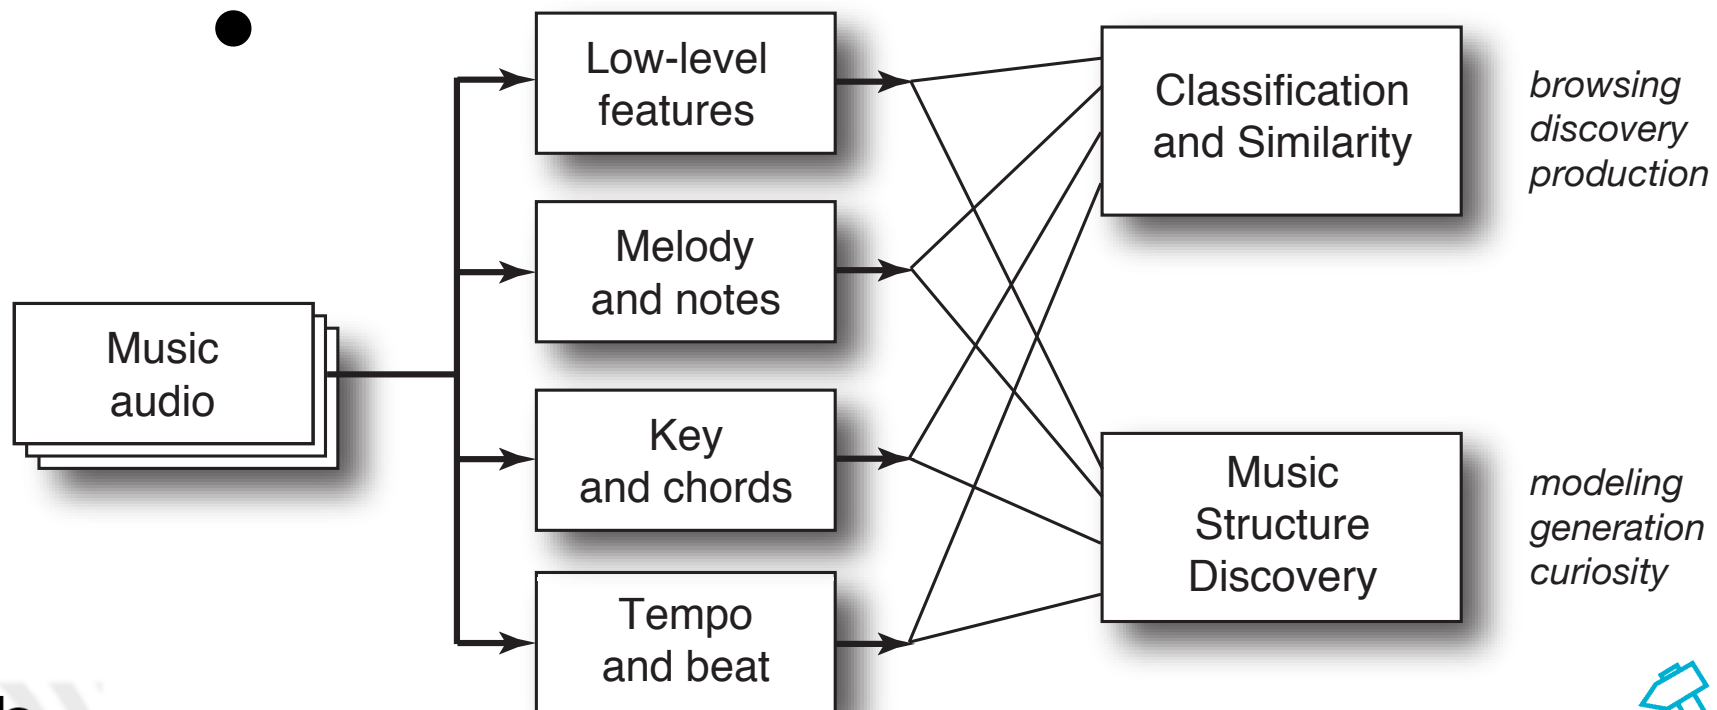 Low-level
features
Classification
and Similarity
browsing
discovery
production
Melody
and notes
Music
audio
Key
and chords
Music
Structure
Discovery
modeling
generation
curiosity
Tempo
and beat